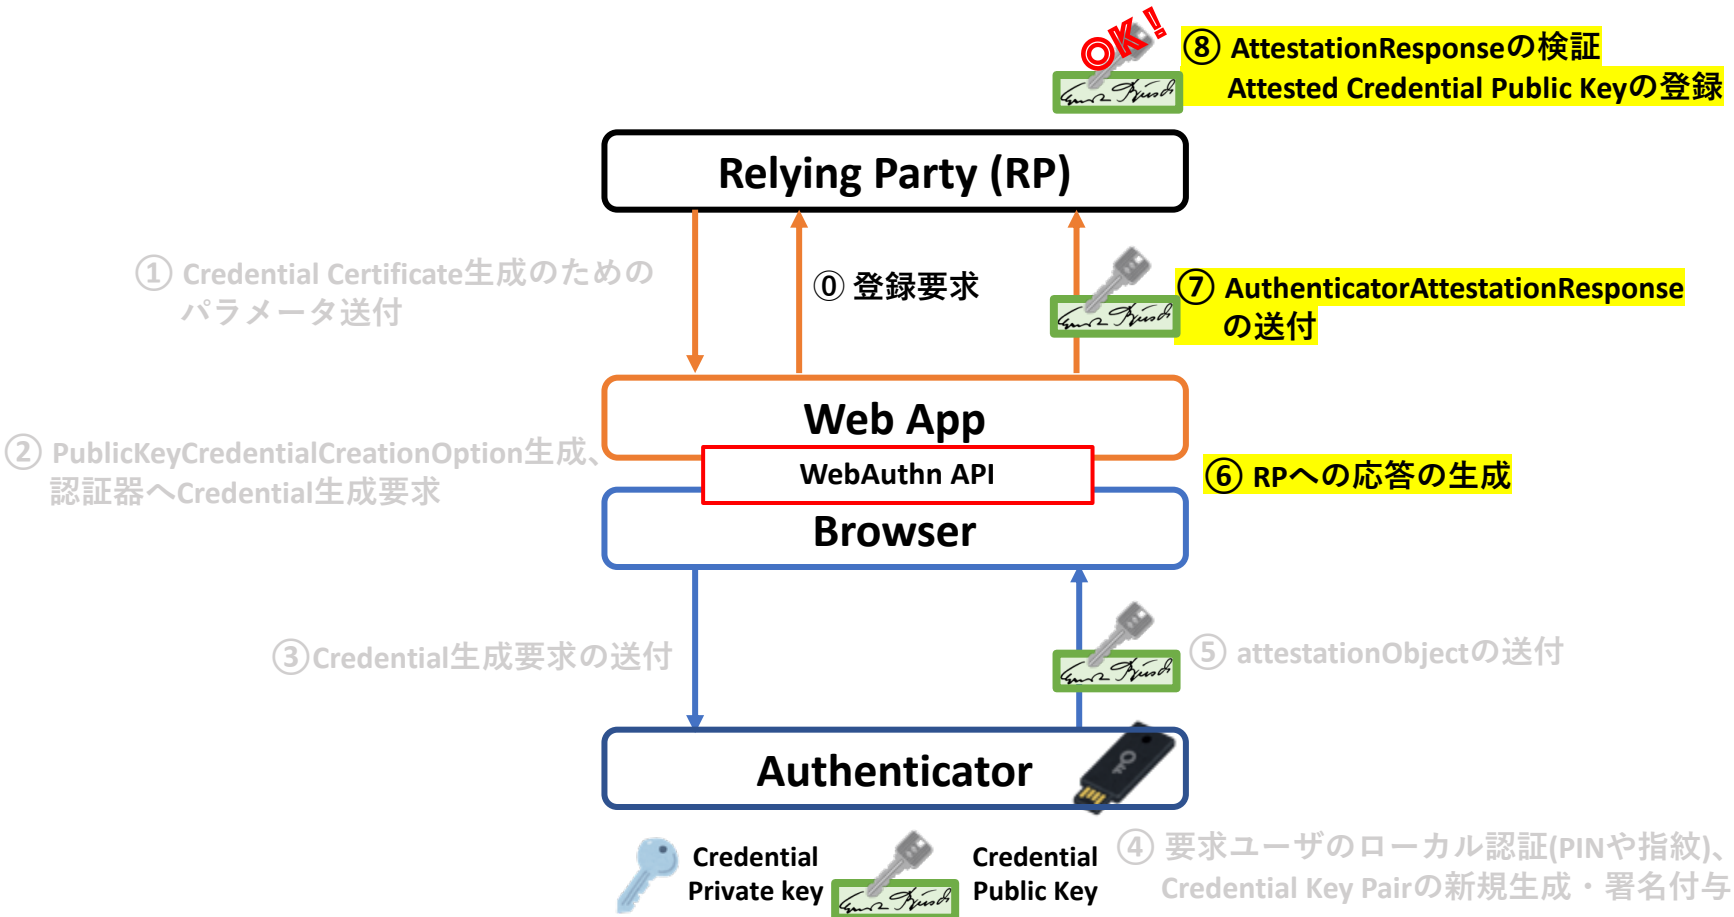 OK!
⑧ AttestationResponseの検証
Attested Credential Public Keyの登録
Relying Party (RP)
① Credential Certificate生成のための
パラメータ送付
⓪ 登録要求
⑦ AuthenticatorAttestationResponse
の送付
Web App
② PublicKeyCredentialCreationOption生成、
認証器へCredential生成要求
WebAuthn API
⑥ RPへの応答の生成
Browser
③Credential生成要求の送付
⑤ attestationObjectの送付
Authenticator
Credential
Private key
Credential
Public Key
④ 要求ユーザのローカル認証(PINや指紋)、
Credential Key Pairの新規生成・署名付与